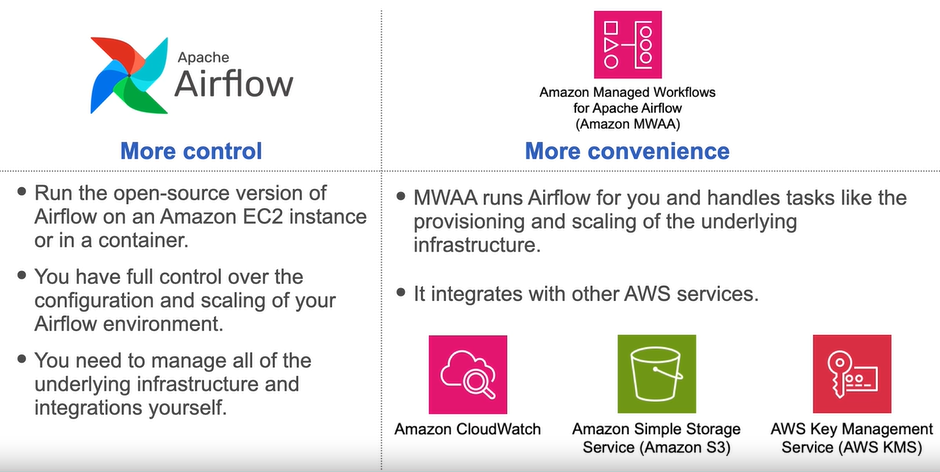 Apache
Airflow
More control
• Run the open-source version of
Airflow on an Amazon EC2 instance
or in a container.
• You have full control over the
configuration and scaling of your
Airflow environment.
• You need to manage all of the
underlying infrastructure and
integrations yourself.
Amazon Managed Workflows
for Apache Airflow
(Amazon MWAA)
More convenience
• MWAA runs Airflow for you and handles tasks like the
provisioning and scaling of the underlying
infrastructure.
• It integrates with other AWS services.
Amazon CloudWatch
Amazon Simple Storage
Service (Amazon S3)
AWS Key Management
Service (AWS KMS)